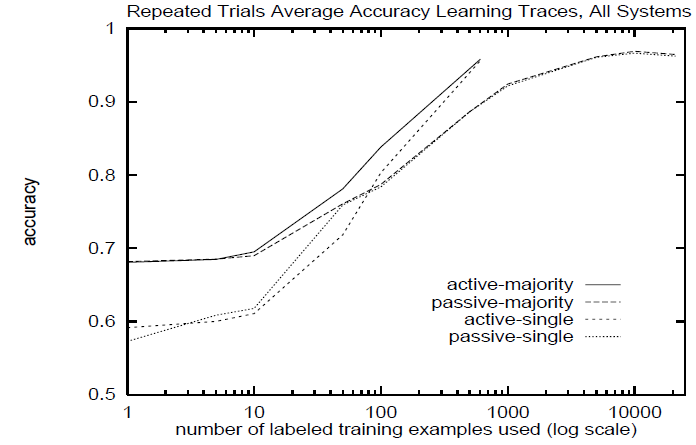 Repeated Trials Average Accuracy Learning Traces, All Systems
1
0.9
0.8
0.7
0.6
0.5
accuracy
active-majority
passive-majority
active-single
passive-single
1 10 100 1000 10000
number of labeled training examples used (log scale)